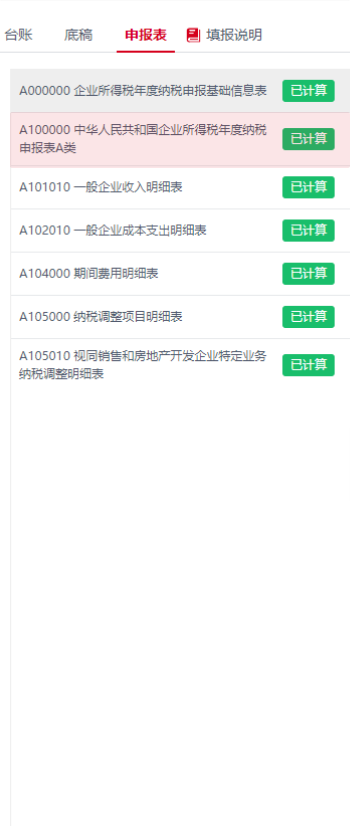 台账 底稿 申报表 填报说明
A000000 企业所得税年度纳税申报基础信息表 已计算
A100000 中华人民共和国企业所得税年度纳税
申报表A类 已计算
A101010 一般企业收入明细表 已计算
A102010 一般企业成本支出明细表 已计算
A104000 期间费用明细表 已计算
A105000 纳税调整项目明细表 已计算
A105010 视同销售和房地产开发企业特定业务
纳税调整明细表 已计算